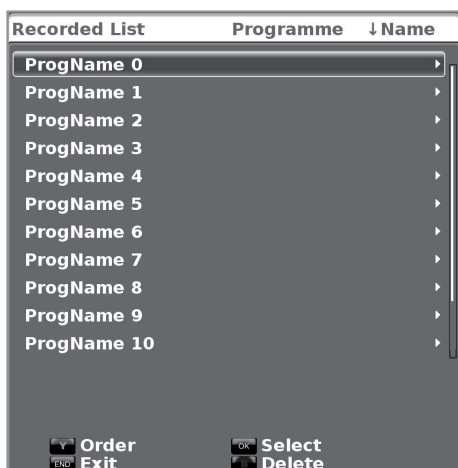 Recorded List Programme ↓Name
ProgName 0
ProgName 1
ProgName 2
ProgName 3
ProgName 4
ProgName 5
ProgName 6
ProgName 7
ProgName 8
ProgName 9
ProgName 10
Y Order OK Select
END Exit B Delete